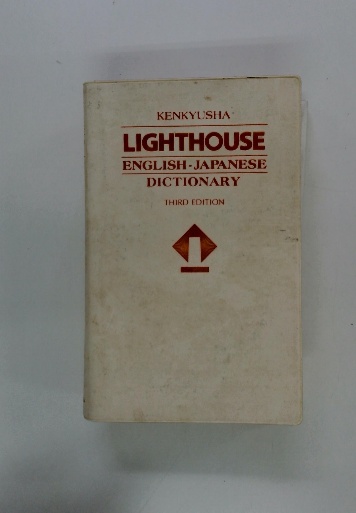 KENKYUSHA
LIGHTHOUSE
ENGLISH-JAPANESE
DICTIONARY
THIRD EDITION